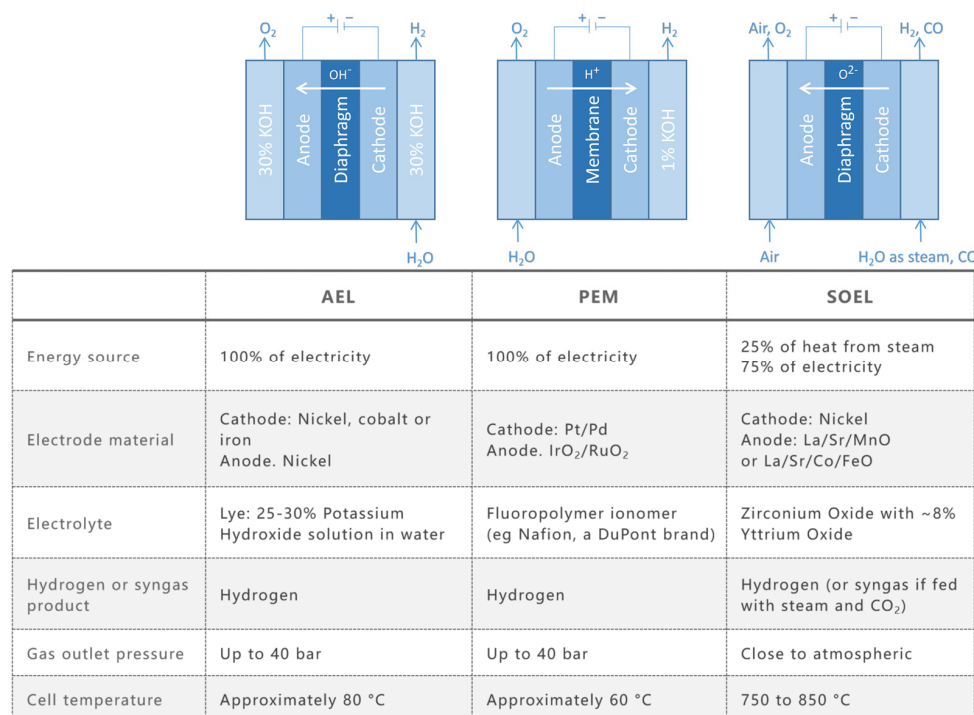 O₂
+ −
H₂
30% KOH
Anode
OH⁻
Diaphragm
Cathode
30% KOH
H₂O
O₂
+ −
H₂
Anode
H⁺
Membrane
Cathode
1% KOH
H₂O
Air, O₂
+ −
H₂, CO
Anode
O²⁻
Diaphragm
Cathode
Air
H₂O as steam, CO
AEL
PEM
SOEL
Energy source
100% of electricity
100% of electricity
25% of heat from steam
75% of electricity
Electrode material
Cathode: Nickel, cobalt or
iron
Anode. Nickel
Cathode: Pt/Pd
Anode. IrO₂/RuO₂
Cathode: Nickel
Anode: La/Sr/MnO
or La/Sr/Co/FeO
Electrolyte
Lye: 25-30% Potassium
Hydroxide solution in water
Fluoropolymer ionomer
(eg Nafion, a DuPont brand)
Zirconium Oxide with ~8%
Yttrium Oxide
Hydrogen or syngas
product
Hydrogen
Hydrogen
Hydrogen (or syngas if fed
with steam and CO₂)
Gas outlet pressure
Up to 40 bar
Up to 40 bar
Close to atmospheric
Cell temperature
Approximately 80 °C
Approximately 60 °C
750 to 850 °C